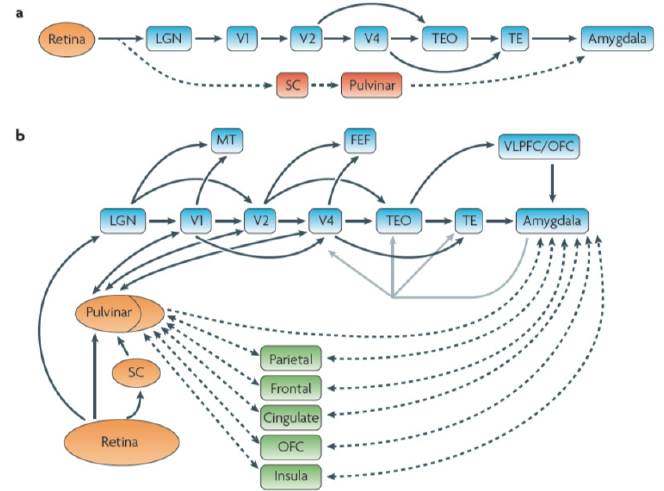 a
Retina
LGN
V1
V2
V4
TEO
TE
Amygdala
SC
Pulvinar
b
MT
FEF
VLPFC/OFC
LGN
V1
V2
V4
TEO
TE
Amygdala
Pulvinar
SC
Retina
Parietal
Frontal
Cingulate
OFC
Insula